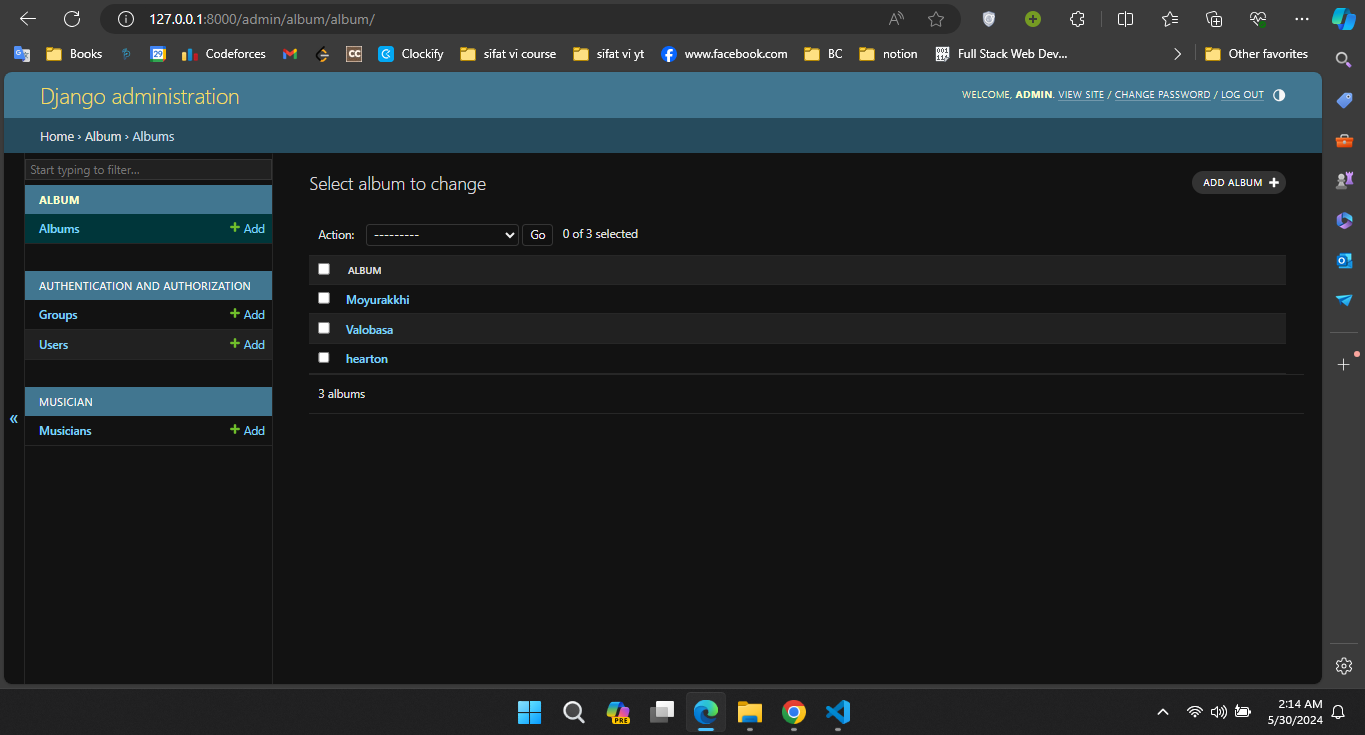 127.0.0.1:8000/admin/album/album/
Books
29
Codeforces
CC
Clockify
sifat vi course
sifat vi yt
www.facebook.com
BC
notion
Full Stack Web Dev...
Other favorites
Django administration
WELCOME, ADMIN. VIEW SITE / CHANGE PASSWORD / LOG OUT
Home › Album › Albums
Start typing to filter...
ALBUM
Albums + Add
AUTHENTICATION AND AUTHORIZATION
Groups + Add
Users + Add
MUSICIAN
Musicians + Add
«
Select album to change
ADD ALBUM +
Action: --------- Go 0 of 3 selected
ALBUM
Moyurakkhi
Valobasa
hearton
3 albums
PRE
2:14 AM
5/30/2024